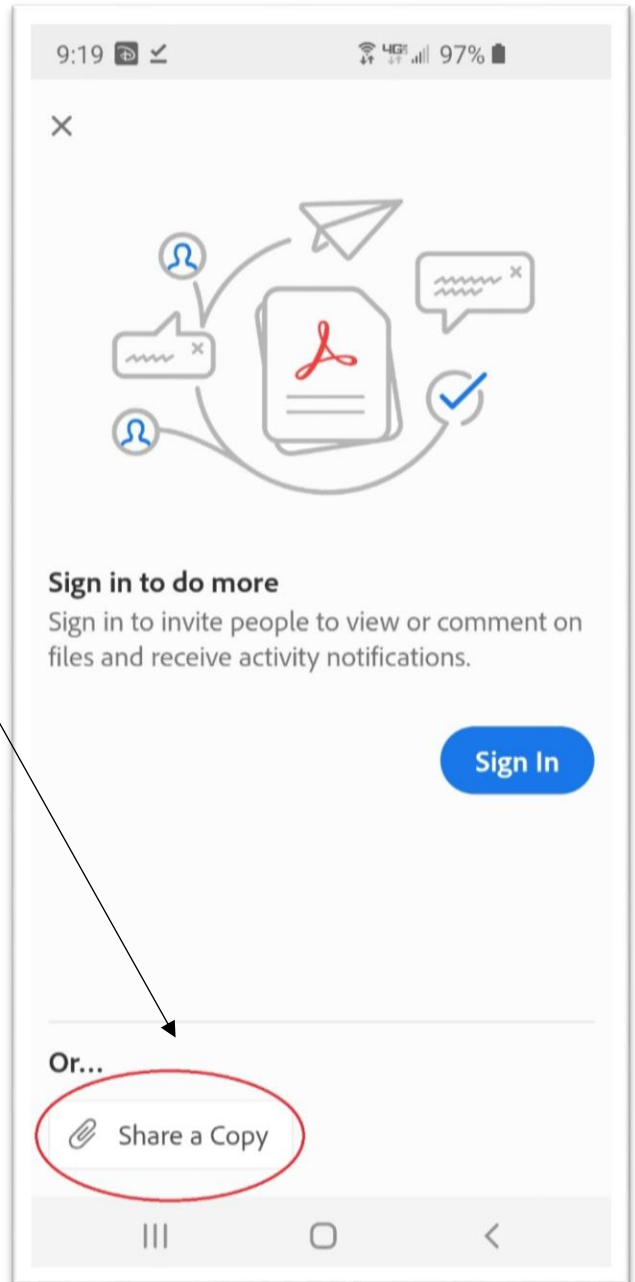 9:19 4GE 97%
Sign in to do more
Sign in to invite people to view or comment on
files and receive activity notifications.
Sign In
Or...
Share a Copy